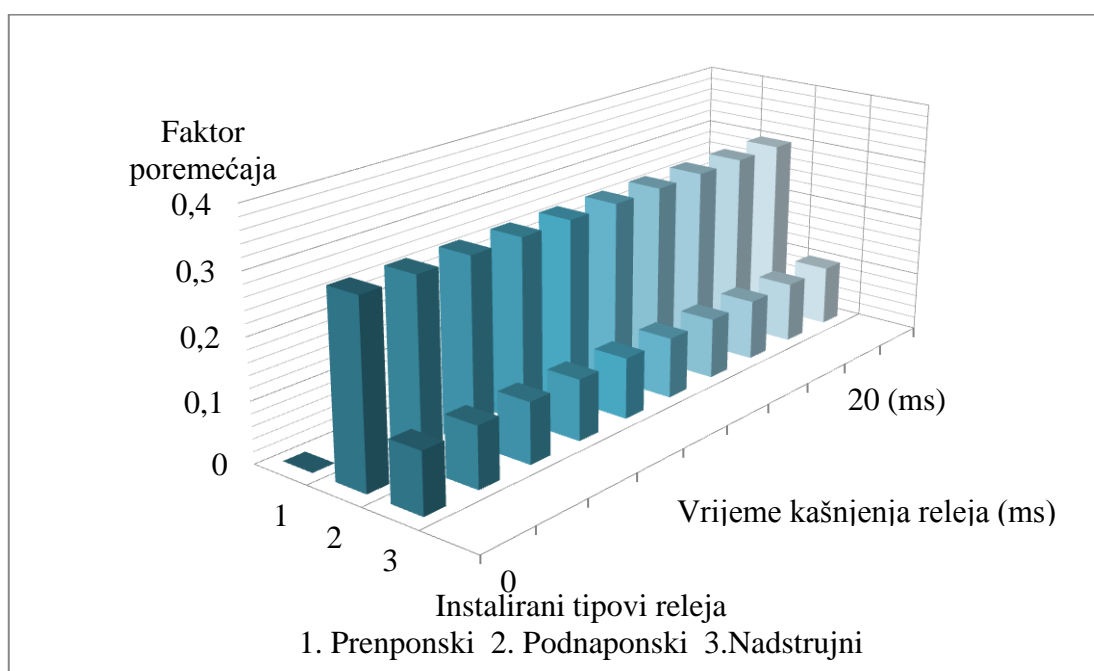 Faktor
poremećaja
0,4
0,3
0,2
0,1
0
1
2
3
0
20 (ms)
Vrijeme kašnjenja releja (ms)
Instalirani tipovi releja
1. Prenponski 2. Podnaponski 3.Nadstrujni